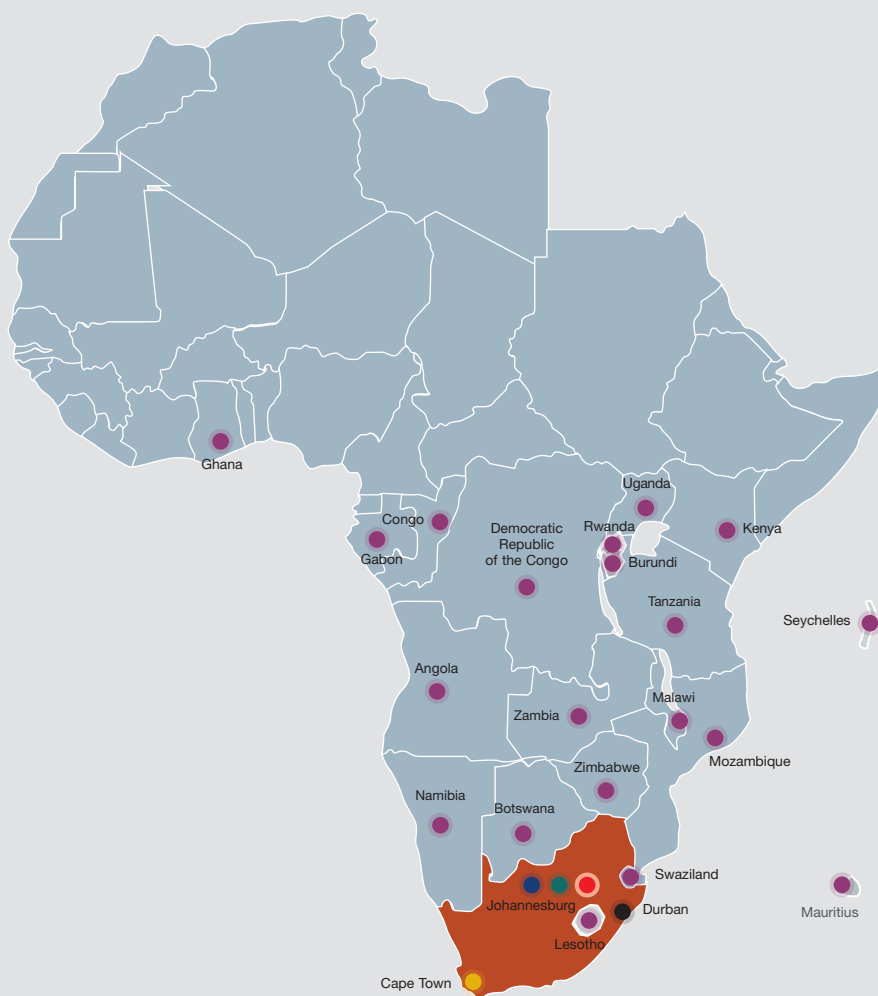 Ghana
Uganda
Congo
Democratic
Republic
of the Congo
Rwanda
Kenya
Gabon
Burundi
Tanzania
Seychelles
Angola
Malawi
Zambia
Mozambique
Zimbabwe
Namibia
Botswana
Swaziland
Johannesburg
Durban
Mauritius
Lesotho
Cape Town